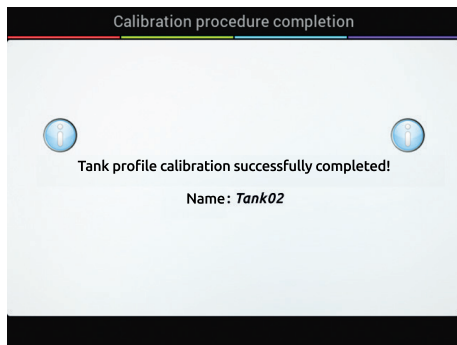 Calibration procedure completion
Tank profile calibration successfully completed!
Name: Tank02